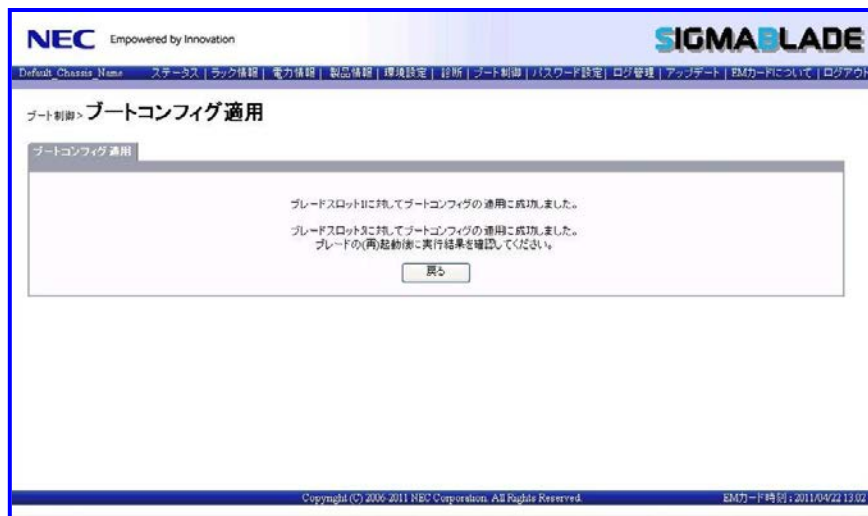 NEC Empowered by Innovation
SIGMABLADE
Default_Chassis_Name ステータス | ラック情報 | 電力情報 | 製品情報 | 環境設定 | 診断 | ブート制御 | パスワード設定 | ログ管理 | アップデート | EMカードについて | ログアウト
ブート制御 > ブートコンフィグ適用
ブートコンフィグ適用
ブレードスロット1に対してブートコンフィグの適用に成功しました。
ブレードスロット2に対してブートコンフィグの適用に成功しました。
ブレードの(再)起動後に実行結果を確認してください。
戻る
Copyright (C) 2006-2011 NEC Corporation. All Rights Reserved. EMカード時刻 : 2011/04/22 13:02